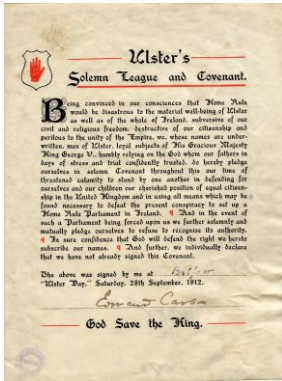 Ulster's
Solemn League and Covenant.
Being convinced in our consciences that Home Rule
would be disastrous to the material well-being of Ulster
as well as of the whole of Ireland, subversive of our
civil and religious freedom, destructive of our citizenship and
perilous to the unity of the Empire, we, whose names are under-
written, men of Ulster, loyal subjects of His Gracious Majesty
King George V., humbly relying on the God whom our fathers in
days of stress and trial confidently trusted, do hereby pledge
ourselves in solemn Covenant throughout this our time of
threatened calamity to stand by one another in defending for
ourselves and our children our cherished position of equal citizen-
ship in the United Kingdom and in using all means which may be
found necessary to defeat the present conspiracy to set up a
Home Rule Parliament in Ireland. ¶ And in the event of
such a Parliament being forced upon us we further solemnly and
mutually pledge ourselves to refuse to recognise its authority.
¶ In sure confidence that God will defend the right we hereto
subscribe our names. ¶ And further, we individually declare
that we have not already signed this Covenant.
The above was signed by me at Belfast
"Ulster Day," Saturday, 28th September, 1912.
Edward Carson
God Save the King.